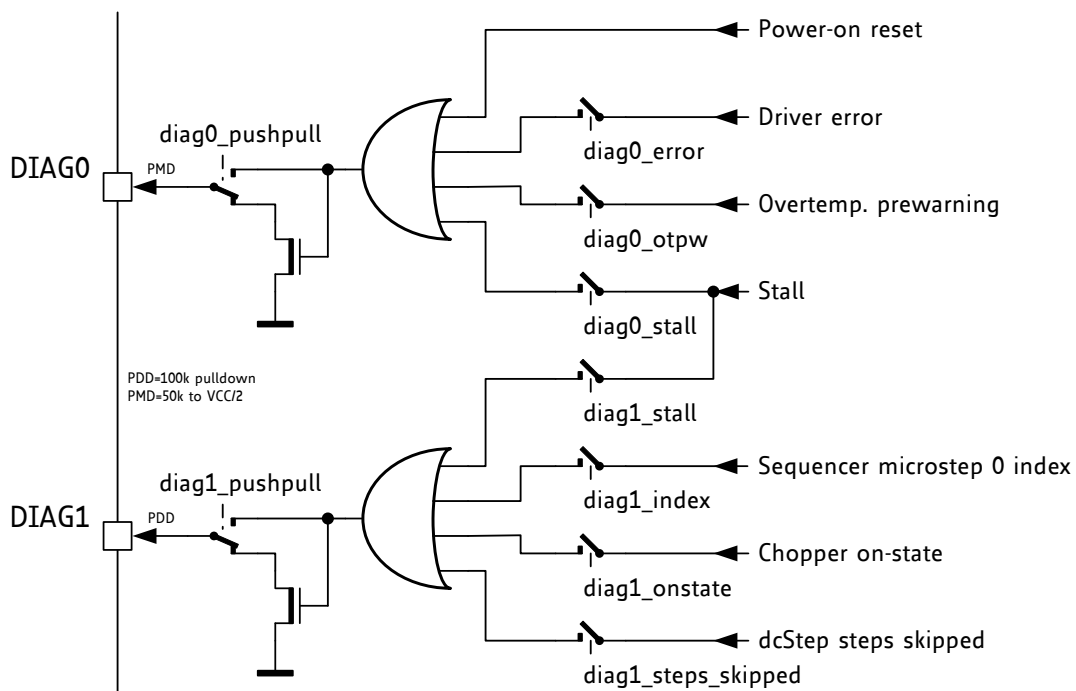 Power-on reset
Driver error
diag0_pushpull
diag0_error
DIAG0
PMD
Overtemp. prewarning
diag0_otpw
Stall
diag0_stall
PDD=100k pulldown
PMD=50k to VCC/2
diag1_stall
Sequencer microstep 0 index
diag1_pushpull
diag1_index
DIAG1
PDD
Chopper on-state
diag1_onstate
dcStep steps skipped
diag1_steps_skipped